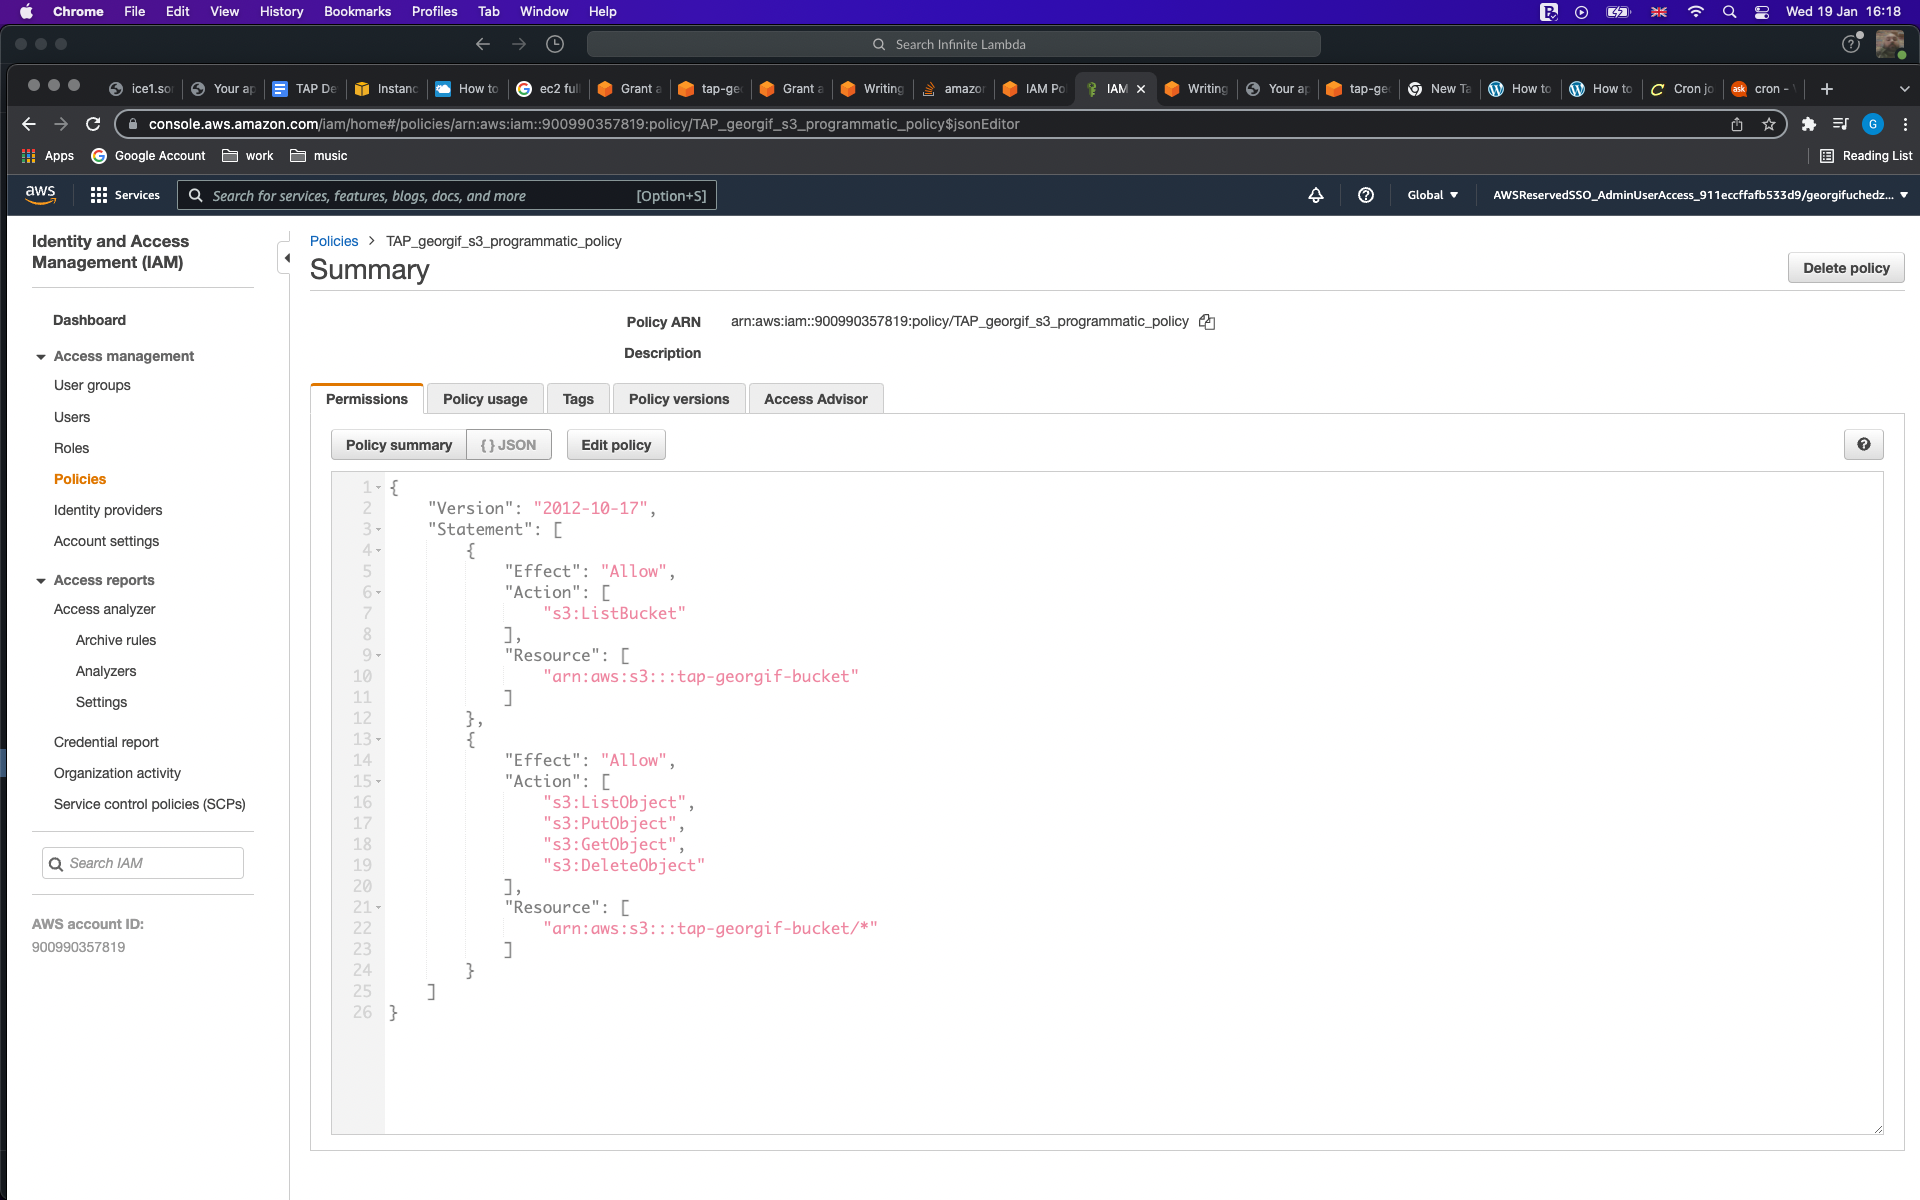 Chrome File Edit View History Bookmarks Profiles Tab Window Help Wed 19 Jan 16:18
Search Infinite Lambda
ice1.sor Your ap TAP De Instanc How to ec2 full Grant a tap-geo Grant a Writing amazon IAM Po IAM Writing Your ap tap-geo New Ta How to How to Cron jo cron -
console.aws.amazon.com/iam/home#/policies/arn:aws:iam::900990357819:policy/TAP_georgif_s3_programmatic_policy$jsonEditor G
Apps Google Account work music Reading List
aws Services Search for services, features, blogs, docs, and more [Option+S] Global AWSReservedSSO_AdminUserAccess_911eccffafb533d9/georgifuchedz...
Identity and Access
Management (IAM)
Dashboard
Access management
User groups
Users
Roles
Policies
Identity providers
Account settings
Access reports
Access analyzer
Archive rules
Analyzers
Settings
Credential report
Organization activity
Service control policies (SCPs)
Search IAM
AWS account ID:
900990357819
Policies > TAP_georgif_s3_programmatic_policy
Summary
Delete policy
Policy ARN arn:aws:iam::900990357819:policy/TAP_georgif_s3_programmatic_policy
Description
Permissions Policy usage Tags Policy versions Access Advisor
Policy summary { } JSON Edit policy
1 {
2 "Version": "2012-10-17",
3 "Statement": [
4 {
5 "Effect": "Allow",
6 "Action": [
7 "s3:ListBucket"
8 ],
9 "Resource": [
10 "arn:aws:s3:::tap-georgif-bucket"
11 ]
12 },
13 {
14 "Effect": "Allow",
15 "Action": [
16 "s3:ListObject",
17 "s3:PutObject",
18 "s3:GetObject",
19 "s3:DeleteObject"
20 ],
21 "Resource": [
22 "arn:aws:s3:::tap-georgif-bucket/*"
23 ]
24 }
25 ]
26 }